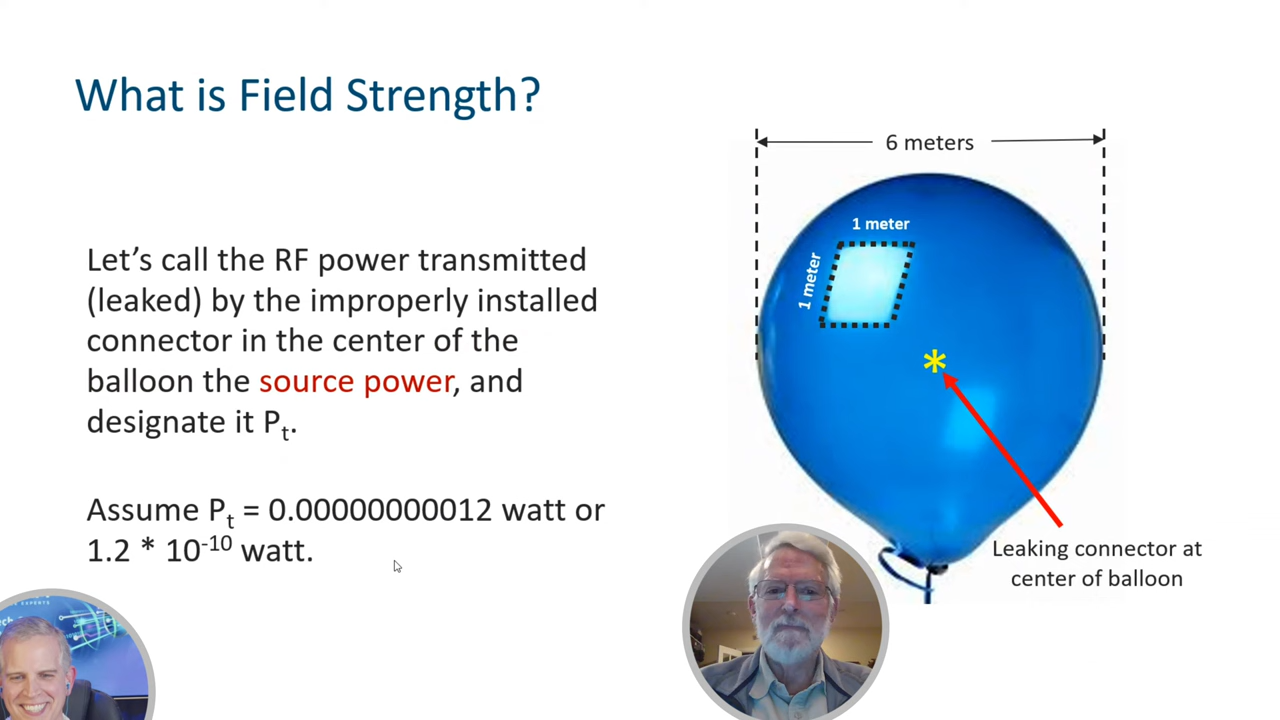 What is Field Strength?
6 meters
1 meter
1 meter
Let's call the RF power transmitted
(leaked) by the improperly installed
connector in the center of the
balloon the source power, and
designate it Pt.
Assume Pt = 0.00000000012 watt or
1.2 * 10-10 watt.
*
Leaking connector at
center of balloon
EXPERTS